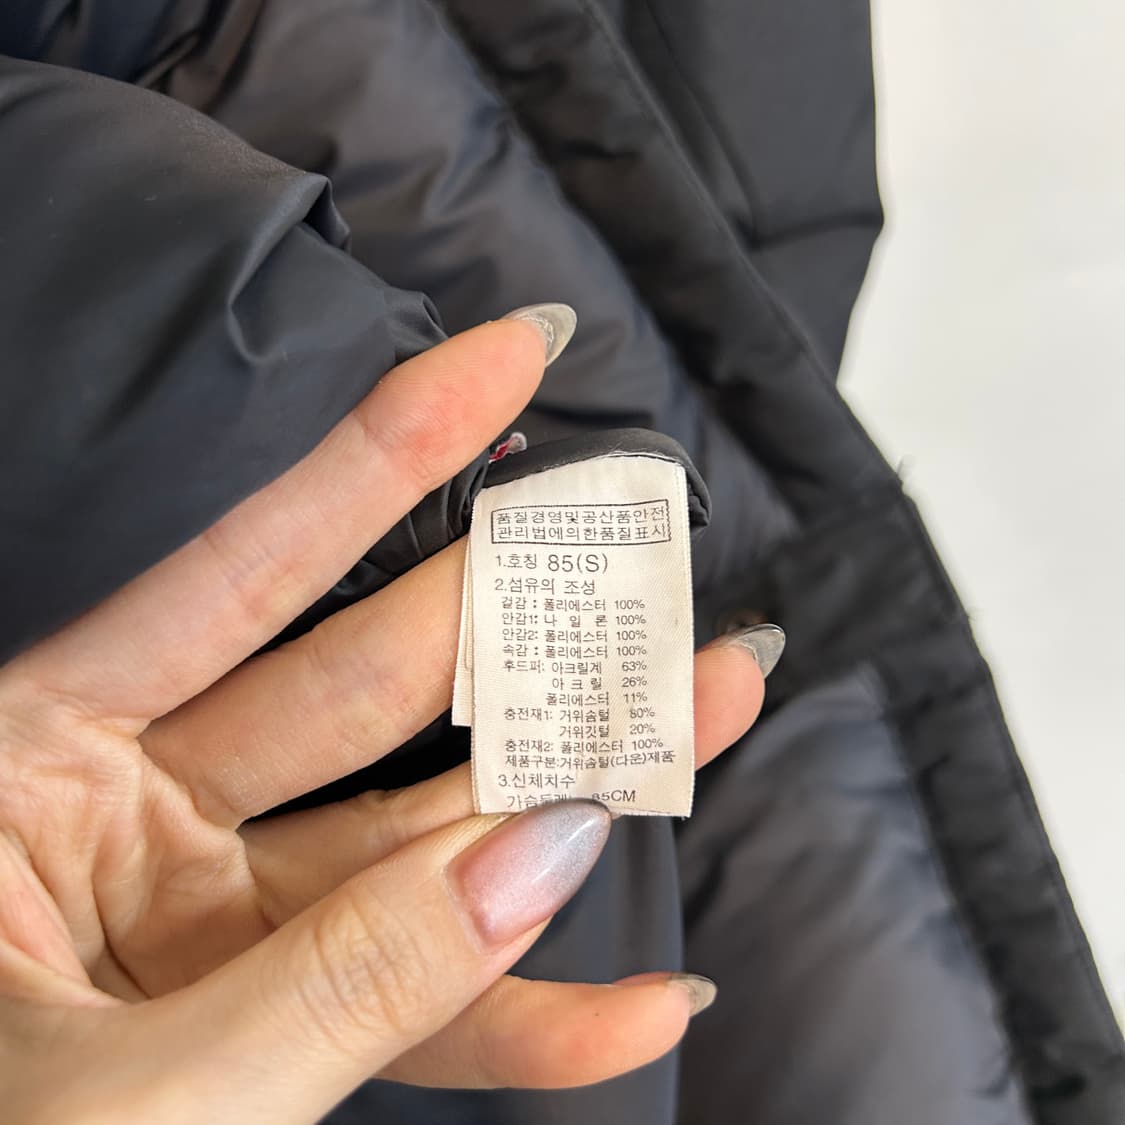 품질경영및공산품안전
관리법에의한품질표시
1.호칭 85(S)
2.섬유의 조성
겉감 : 폴리에스터 100%
안감1: 나 일 론 100%
안감2: 폴리에스터 100%
속감 : 폴리에스터 100%
후드퍼: 아크릴계 63%
아 크 릴 26%
폴리에스터 11%
충전재1: 거위솜털 80%
거위깃털 20%
충전재2: 폴리에스터 100%
제품구분:거위솜털(다운)제품
3.신체치수
가슴둘레 85CM